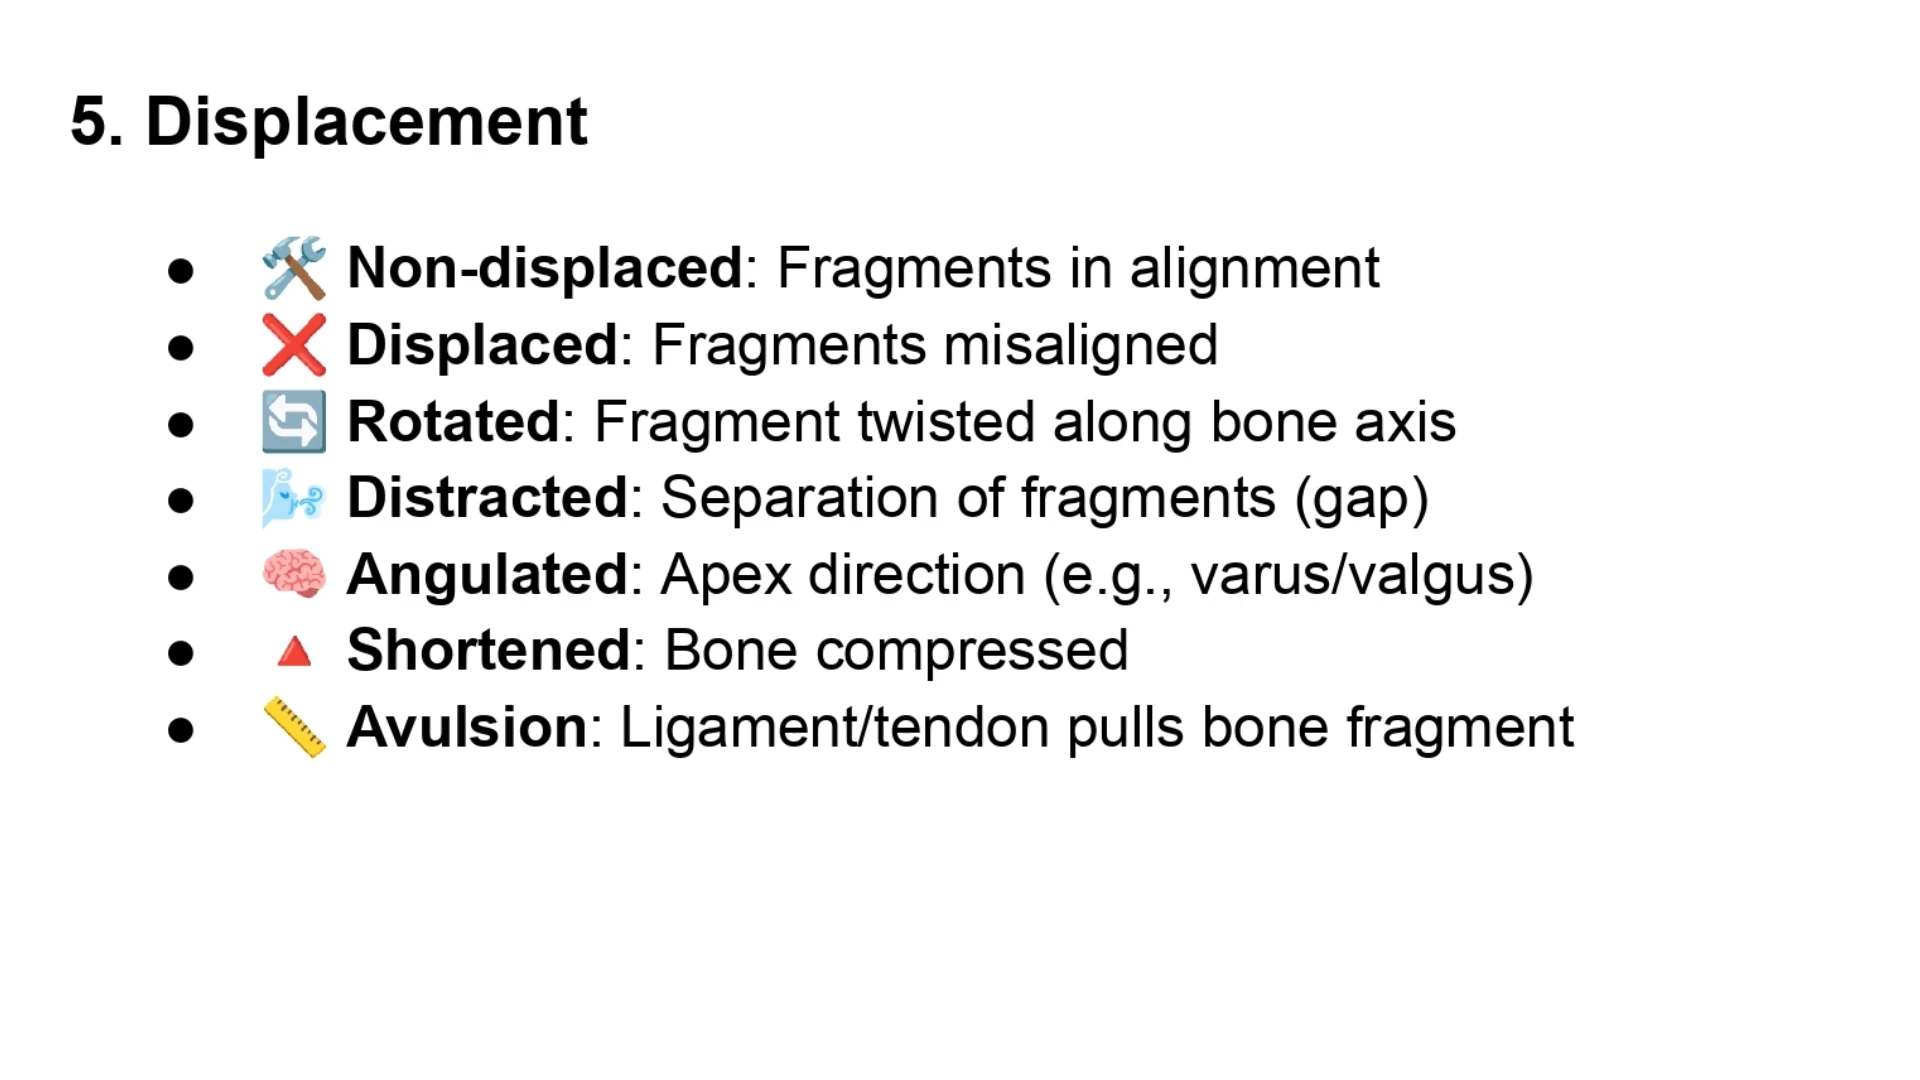 5. Displacement
● 🛠️ Non-displaced: Fragments in alignment
● ❌ Displaced: Fragments misaligned
● 🔄 Rotated: Fragment twisted along bone axis
● 🌬️ Distracted: Separation of fragments (gap)
● 🧠 Angulated: Apex direction (e.g., varus/valgus)
● 🔺 Shortened: Bone compressed
● 📏 Avulsion: Ligament/tendon pulls bone fragment